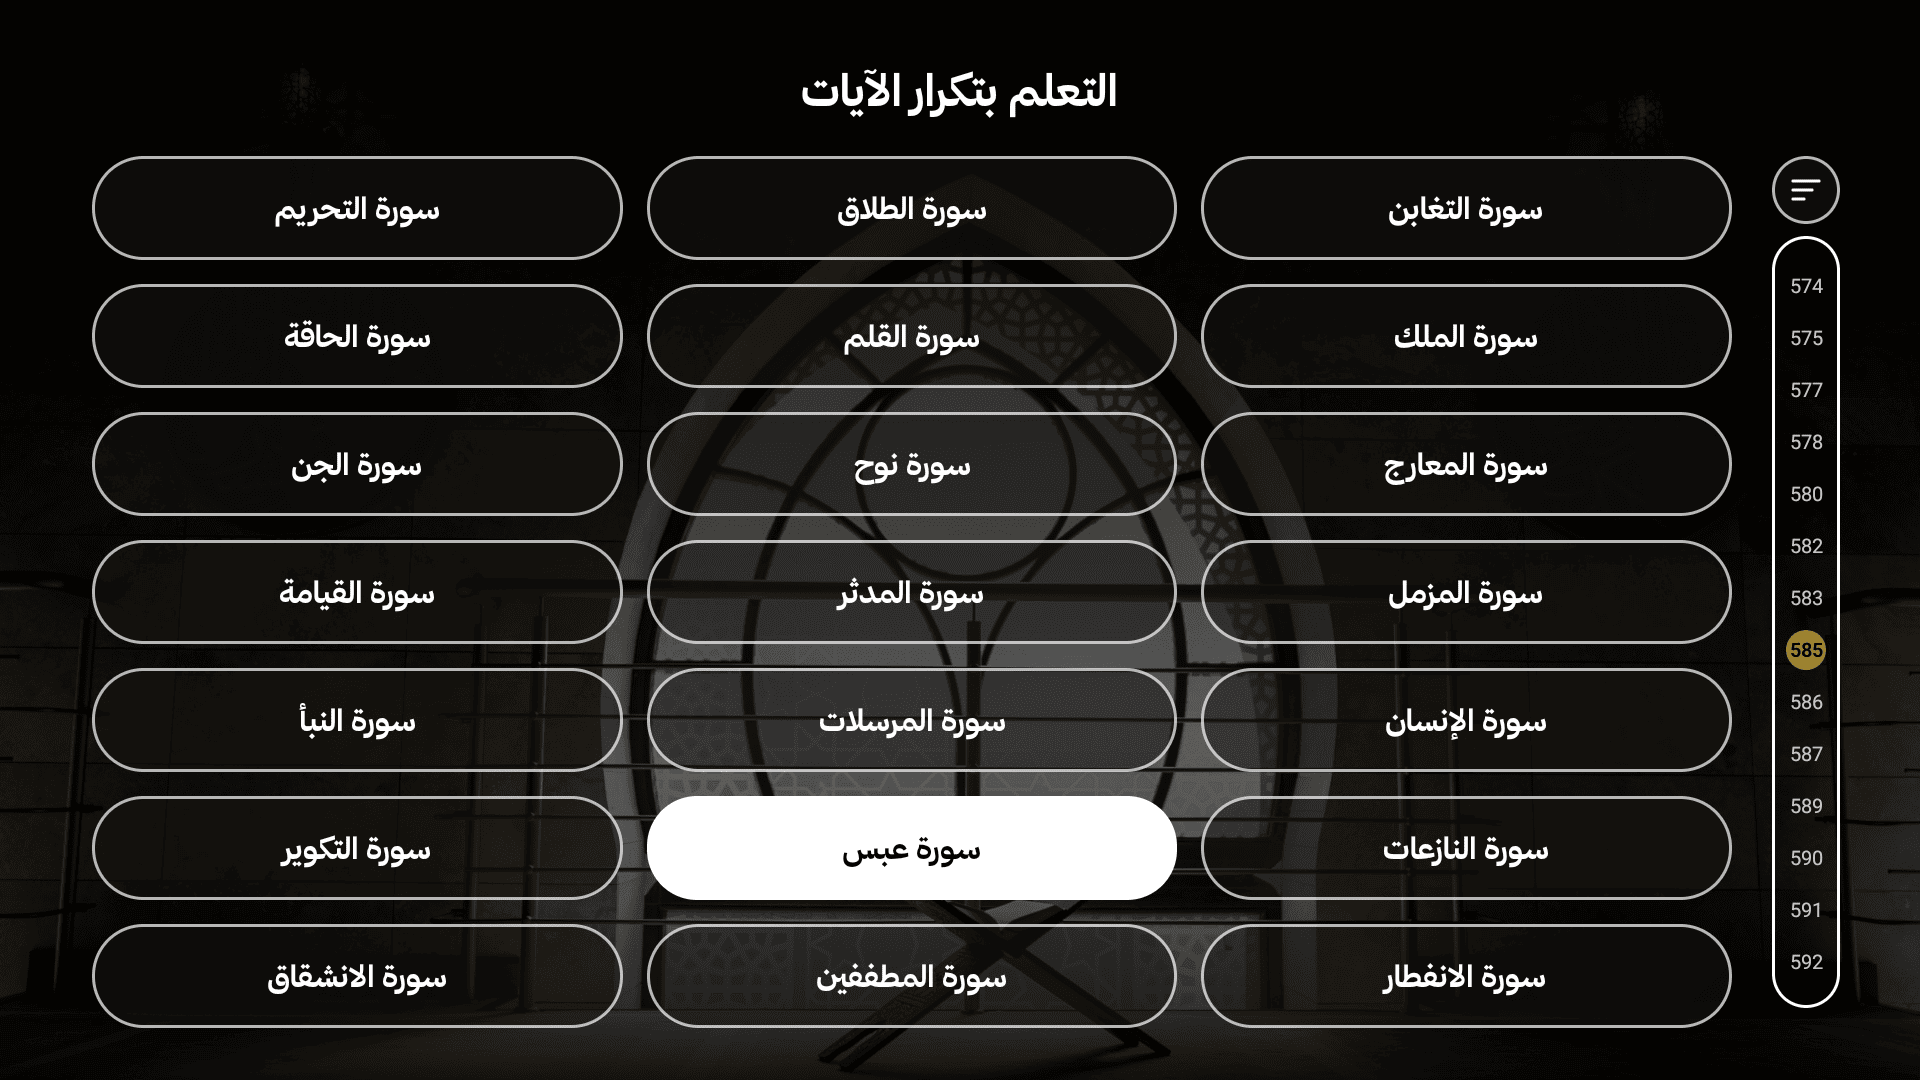 التعلم بتكرار الآيات
سورة التغابن
سورة الطلاق
سورة التحريم
سورة الملك
سورة القلم
سورة الحاقة
سورة المعارج
سورة نوح
سورة الجن
سورة المزمل
سورة المدثر
سورة القيامة
سورة الإنسان
سورة المرسلات
سورة النبأ
سورة النازعات
سورة عبس
سورة التكوير
سورة الانفطار
سورة المطففين
سورة الانشقاق
574
575
577
578
580
582
583
585
586
587
589
590
591
592